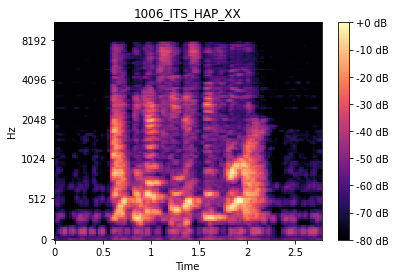 1006_ITS_HAP_XX
Hz
8192
4096
2048
1024
512
0
0
0.5
1
1.5
2
2.5
Time
+0 dB
-10 dB
-20 dB
-30 dB
-40 dB
-50 dB
-60 dB
-70 dB
-80 dB